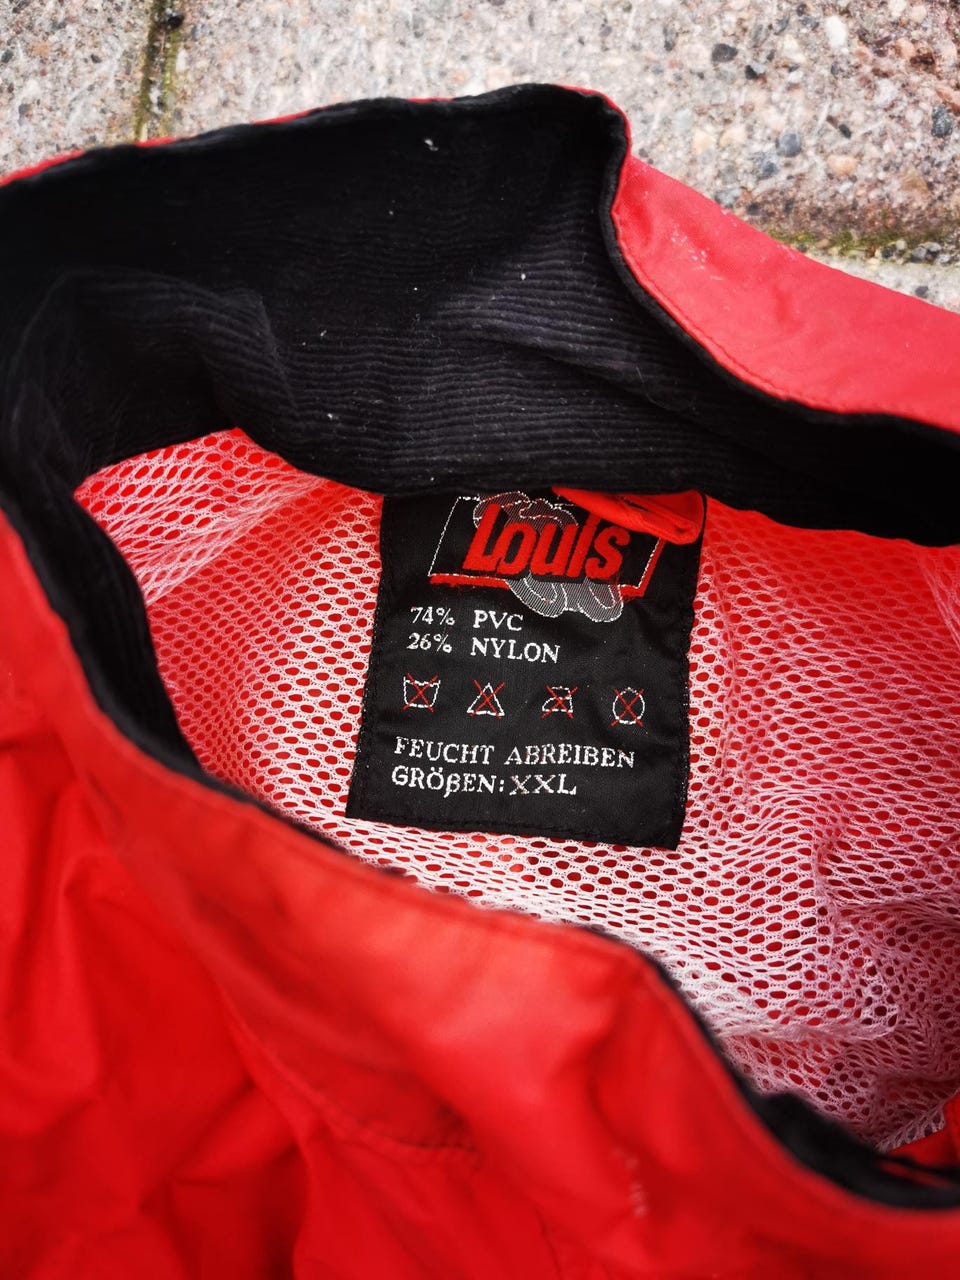 Louis
74% PVC
26% NYLON
FEUCHT ABREIBEN
GRÖßEN: XXL